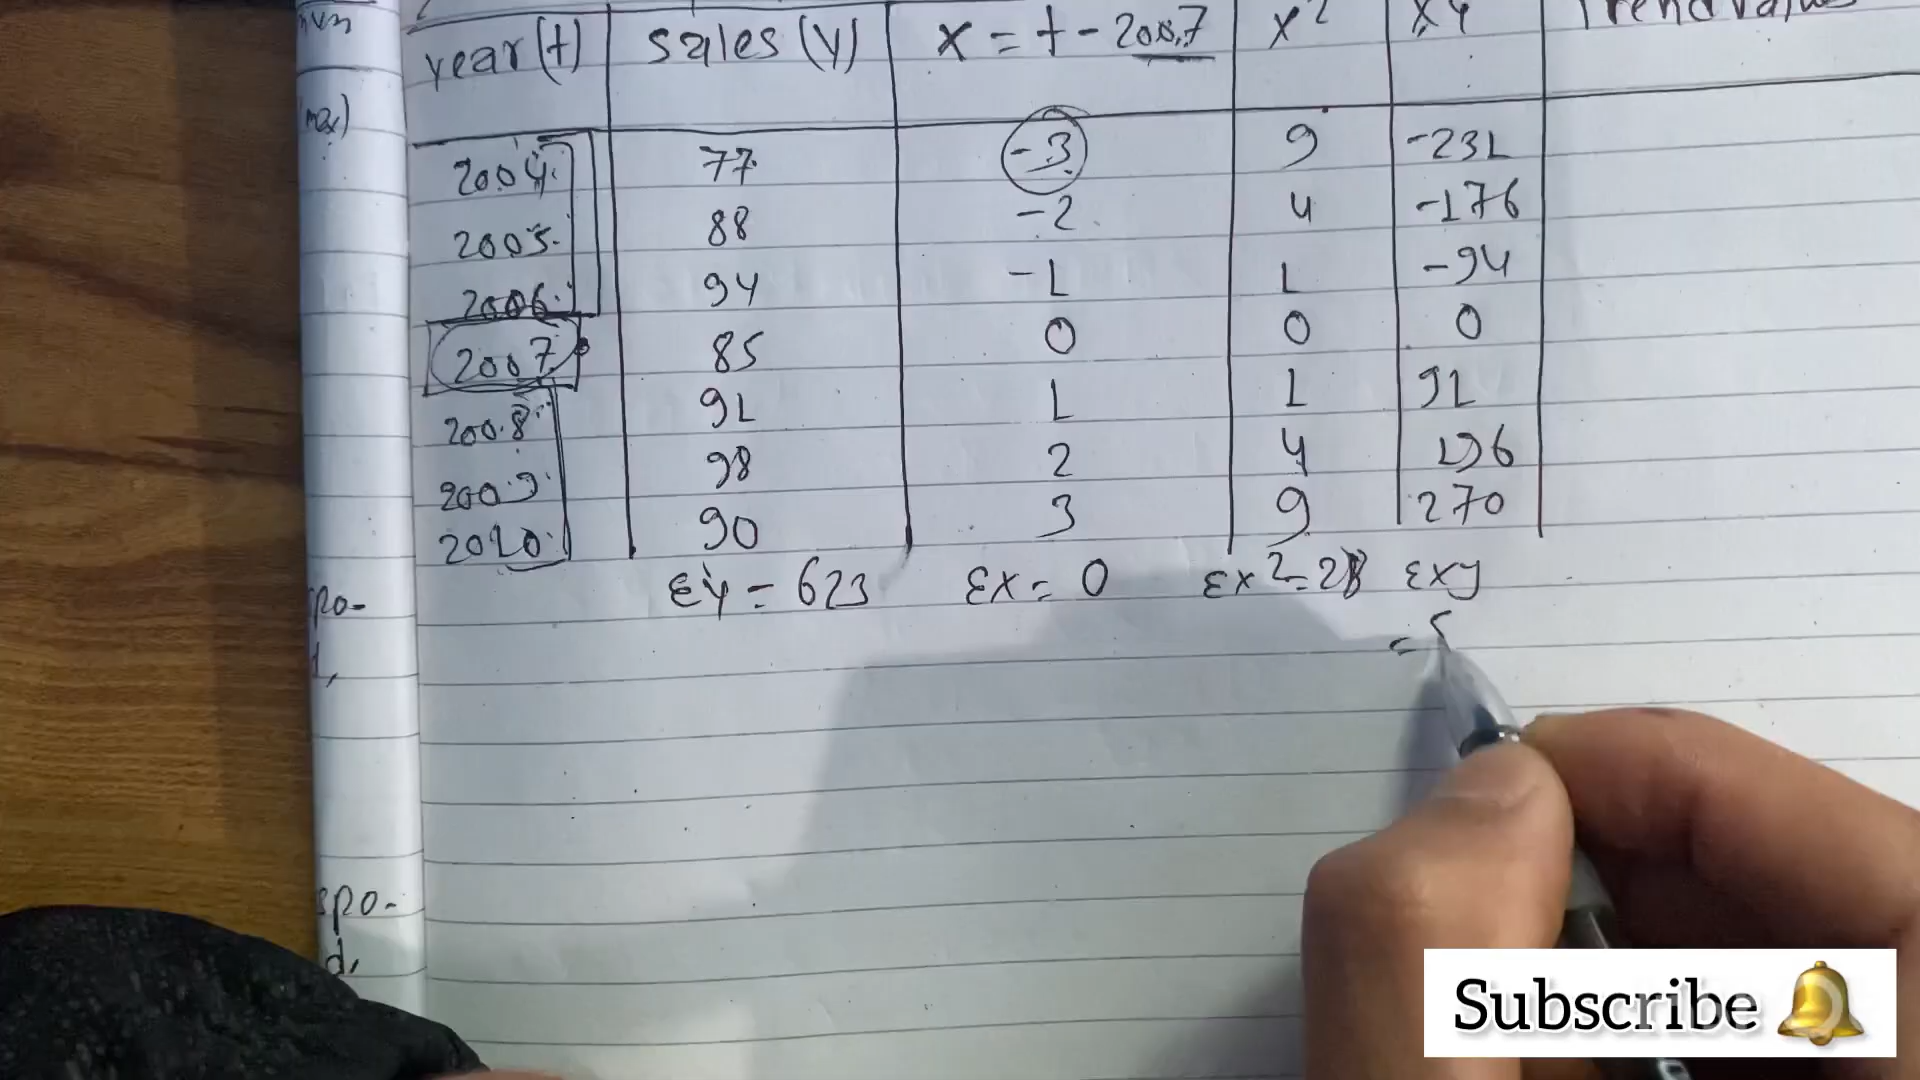 year(t) sales (y) x = t - 2007 x2 xy Trend value
2004 77 -3 9 -231
2005 88 -2 4 -176
2006 94 -1 1 -94
2007 85 0 0 0
2008 91 1 1 91
2009 98 2 4 196
2010 90 3 9 270
Σy = 623 Σx = 0 Σx2 = 28 Σxy
=
po-
d,
spo-
d,
Subscribe